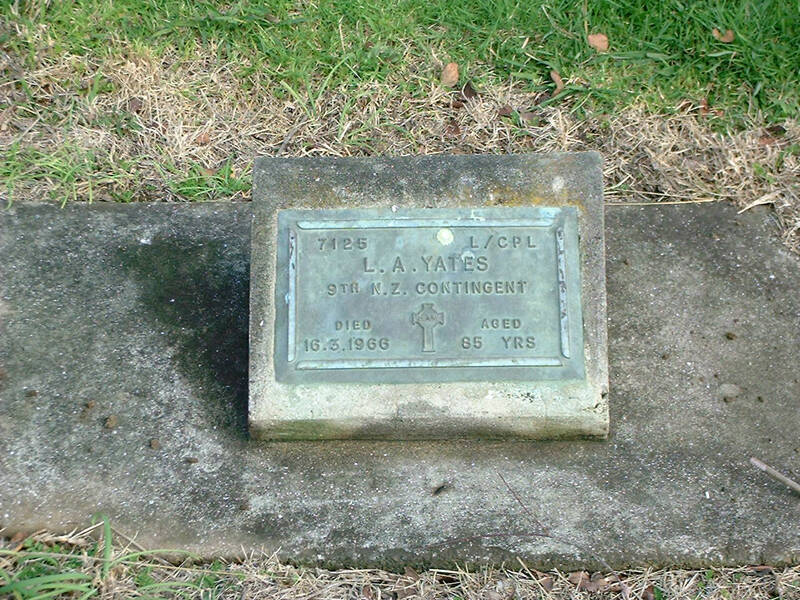 7125 L/CPL
L. A. YATES
9TH N.Z. CONTINGENT
DIED AGED
16.3.1966 85 YRS